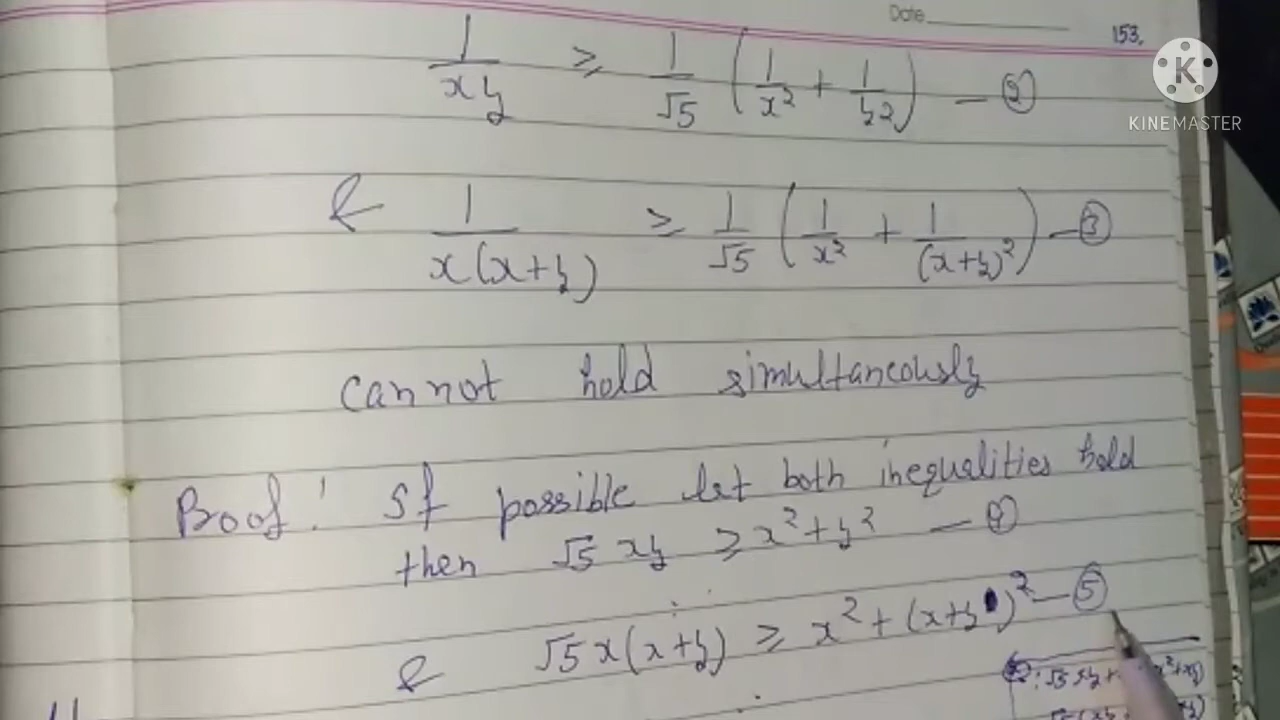 Date
153.
K
KINEMASTER
1/xy ≥ 1/√5 (1/x² + 1/y²) — ②
& 1/x(x+y) ≥ 1/√5 (1/x² + 1/(x+y)²) — ③
cannot hold simultaneously
Proof: If possible let both inequalities hold
then √5 xy ≥ x² + y² — ④
& √5 x(x+y) ≥ x² + (x+y)² — ⑤